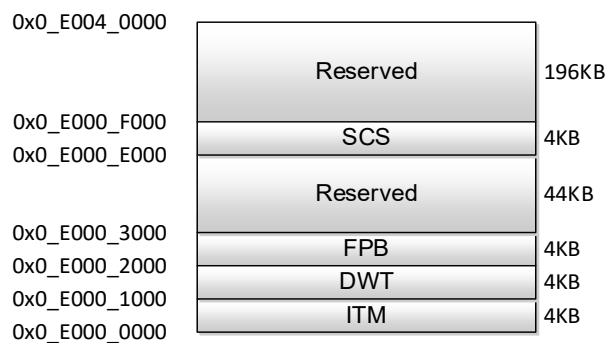 0x0_E004_0000
Reserved 196KB
0x0_E000_F000
SCS 4KB
0x0_E000_E000
Reserved 44KB
0x0_E000_3000
FPB 4KB
0x0_E000_2000
DWT 4KB
0x0_E000_1000
ITM 4KB
0x0_E000_0000